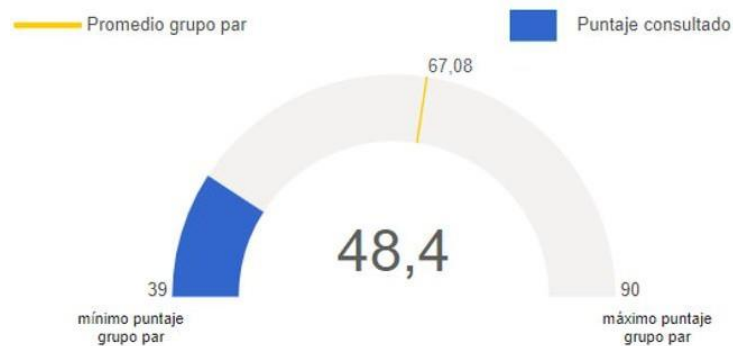 Promedio grupo par
Puntaje consultado
67,08
48,4
39
90
mínimo puntaje
grupo par
máximo puntaje
grupo par